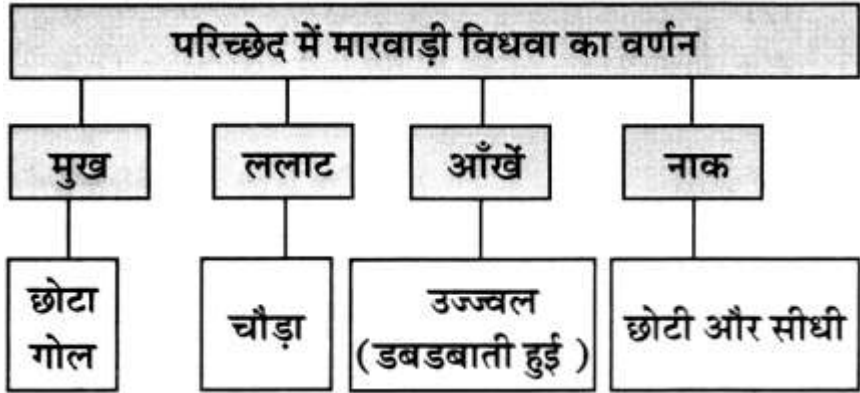 परिच्छेद में मारवाड़ी विधवा का वर्णन
मुख
ललाट
आँखें
नाक
छोटा
गोल
चौड़ा
उज्ज्वल
(डबडबाती हुई )
छोटी और सीधी